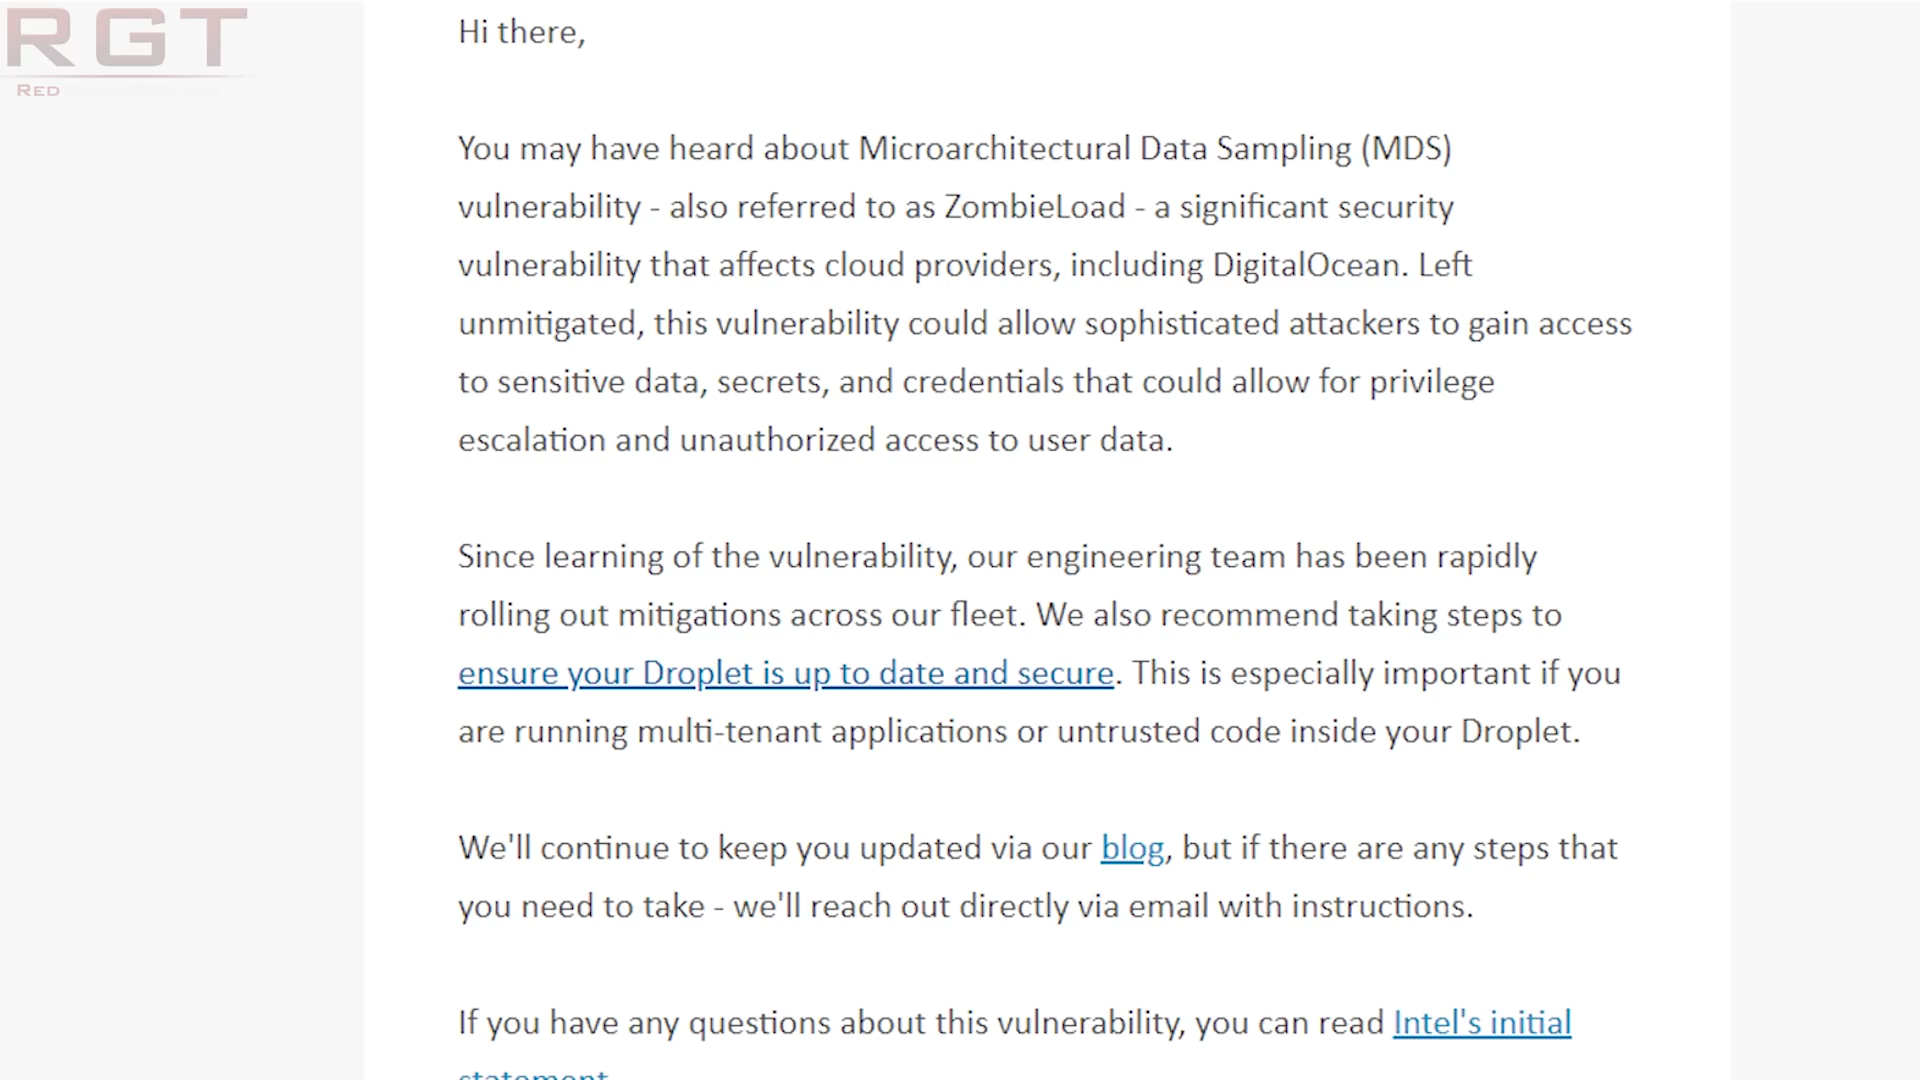 RGT
RED
Hi there,
You may have heard about Microarchitectural Data Sampling (MDS)
vulnerability - also referred to as ZombieLoad - a significant security
vulnerability that affects cloud providers, including DigitalOcean. Left
unmitigated, this vulnerability could allow sophisticated attackers to gain access
to sensitive data, secrets, and credentials that could allow for privilege
escalation and unauthorized access to user data.
Since learning of the vulnerability, our engineering team has been rapidly
rolling out mitigations across our fleet. We also recommend taking steps to
ensure your Droplet is up to date and secure. This is especially important if you
are running multi-tenant applications or untrusted code inside your Droplet.
We'll continue to keep you updated via our blog, but if there are any steps that
you need to take - we'll reach out directly via email with instructions.
If you have any questions about this vulnerability, you can read Intel's initial
statement.